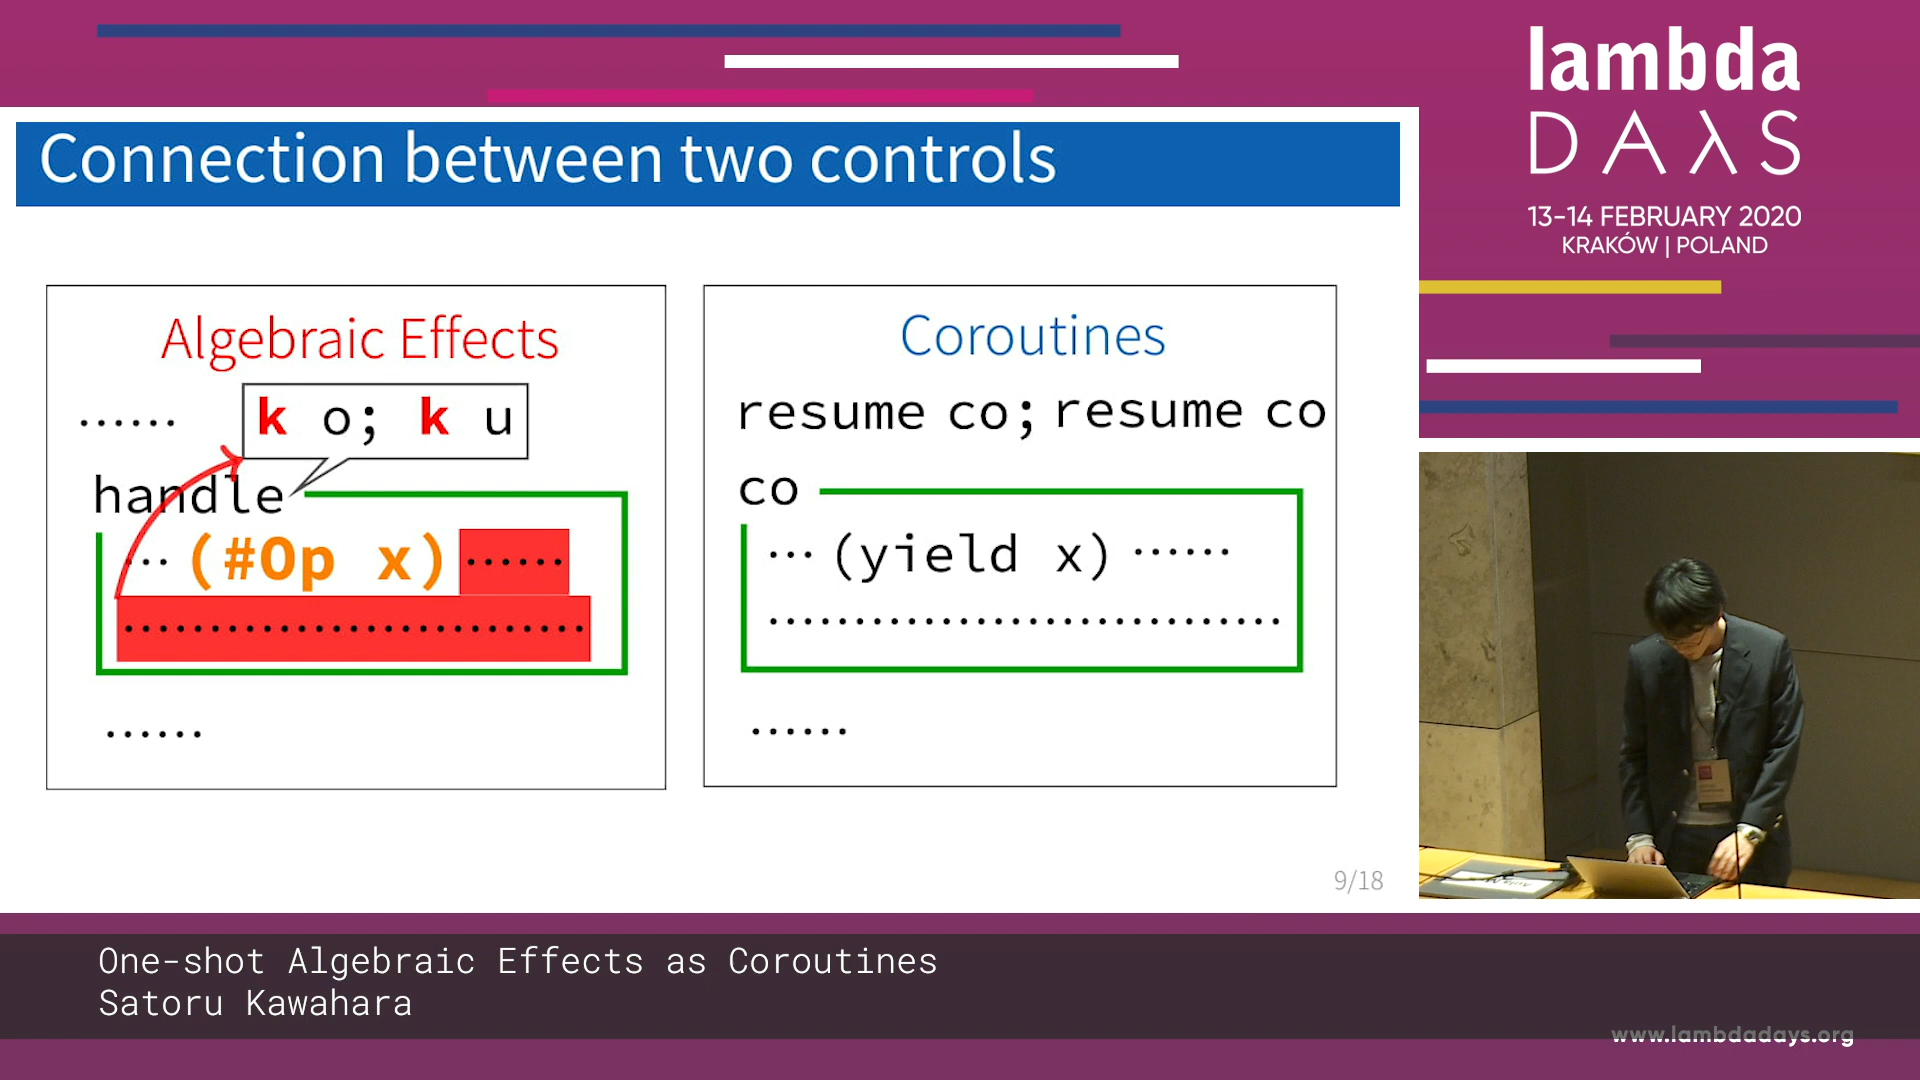 lambda
DAλS
13-14 FEBRUARY 2020
KRAKÓW | POLAND
Connection between two controls
Algebraic Effects
...... k o; k u
handle
... (#Op x) ......
...........................
......
Coroutines
resume co; resume co
co
... (yield x) ......
..............................
......
9/18
One-shot Algebraic Effects as Coroutines
Satoru Kawahara
www.lambdadays.org